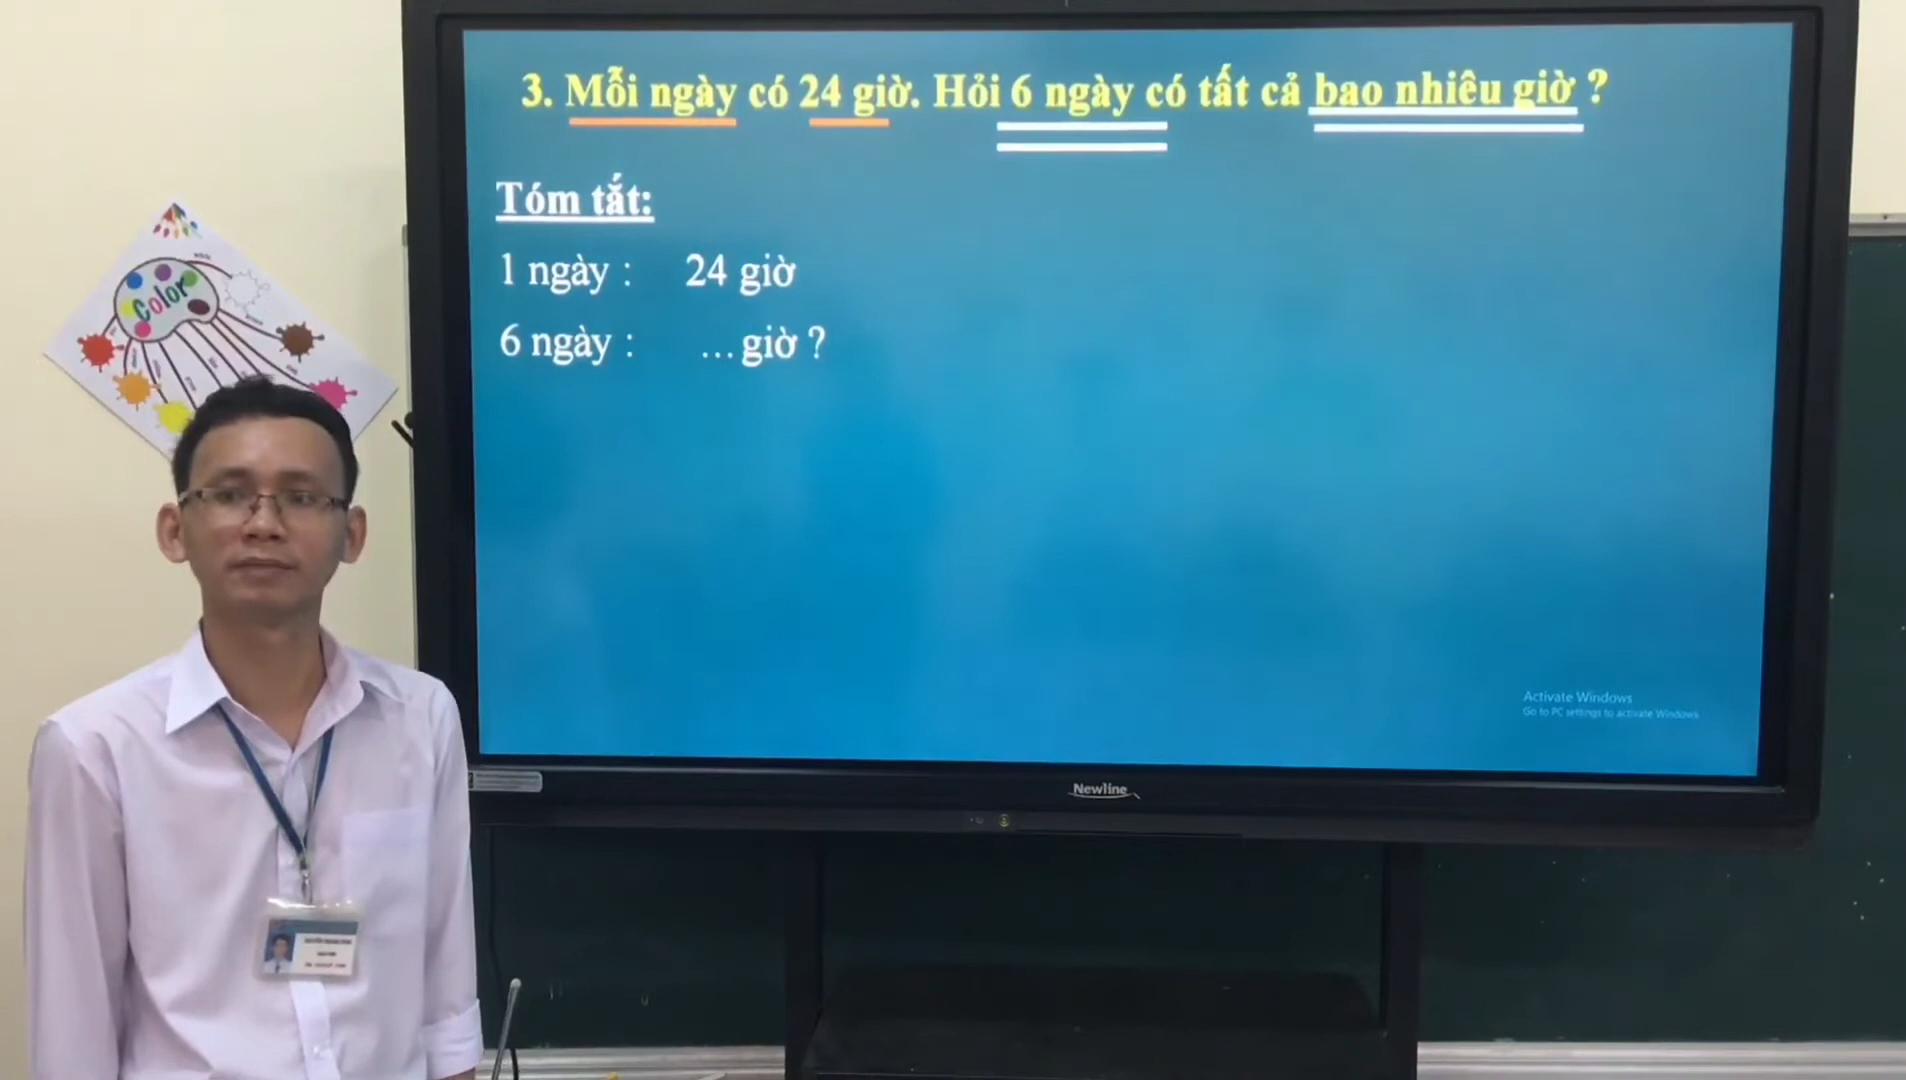 3. Mỗi ngày có 24 giờ. Hỏi 6 ngày có tất cả bao nhiêu giờ ?
Tóm tắt:
1 ngày : 24 giờ
6 ngày : ... giờ ?
Color
Activate Windows
Go to PC settings to activate Windows
Newline